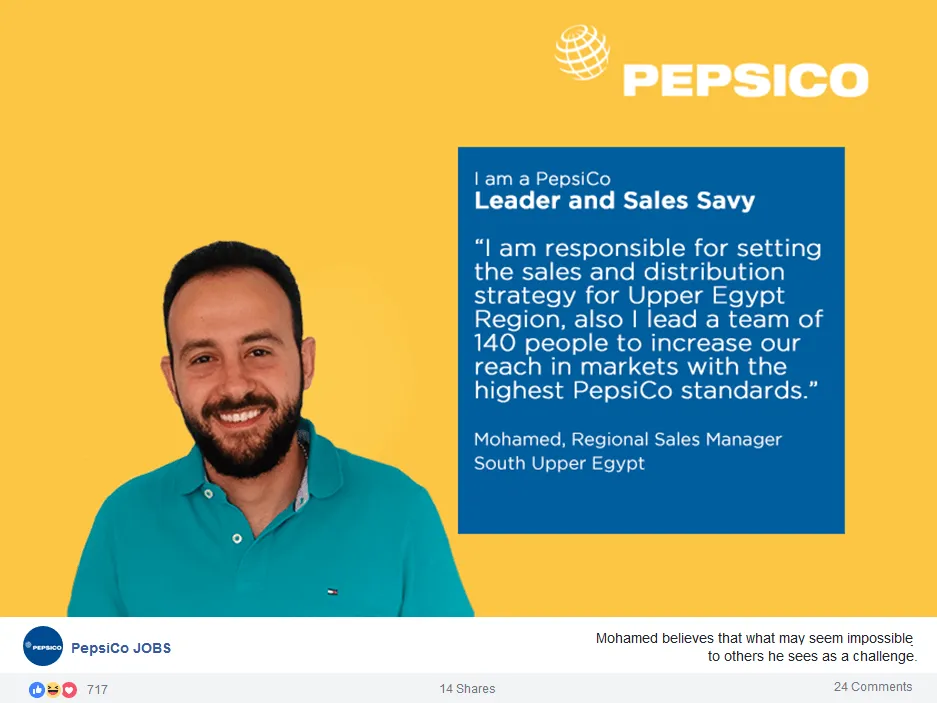 PEPSICO
I am a PepsiCo
Leader and Sales Savy
“I am responsible for setting
the sales and distribution
strategy for Upper Egypt
Region, also I lead a team of
140 people to increase our
reach in markets with the
highest PepsiCo standards.”
Mohamed, Regional Sales Manager
South Upper Egypt
PEPSICO
PepsiCo JOBS
Mohamed believes that what may seem impossible
to others he sees as a challenge.
717
14 Shares
24 Comments